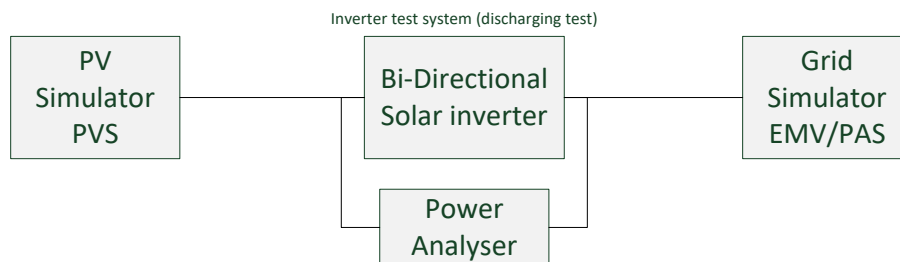 Inverter test system (discharging test)
PV
Simulator
PVS
Bi-Directional
Solar inverter
Grid
Simulator
EMV/PAS
Power
Analyser